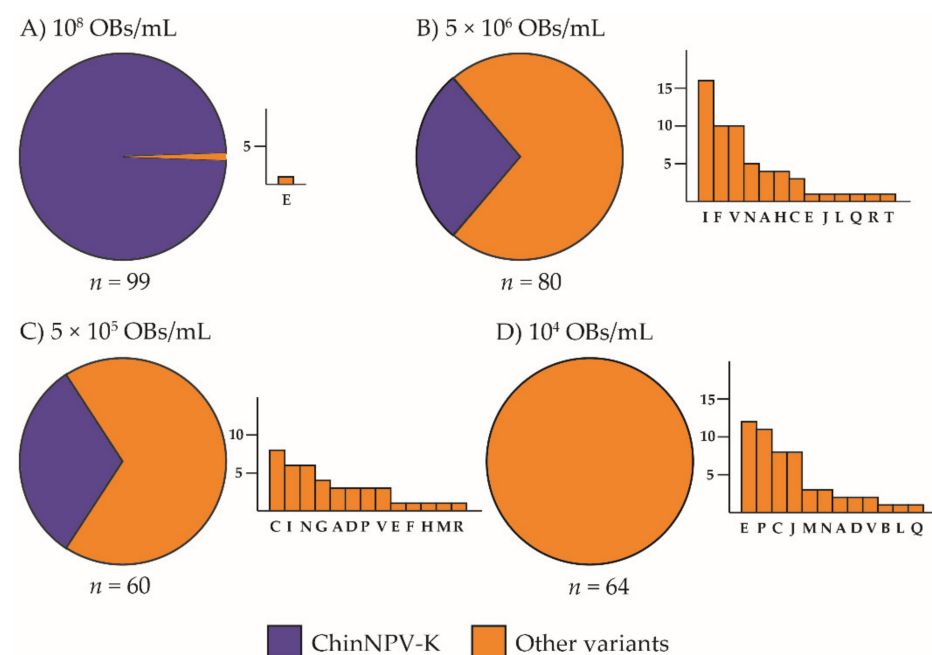 A) 10⁸ OBs/mL
5
E
n = 99
B) 5 × 10⁶ OBs/mL
15
10
5
I F V N A H C E J L Q R T
n = 80
C) 5 × 10⁵ OBs/mL
10
5
C I N G A D P V E F H M R
n = 60
D) 10⁴ OBs/mL
15
10
5
E P C J M N A D V B L Q
n = 64
ChinNPV-K Other variants